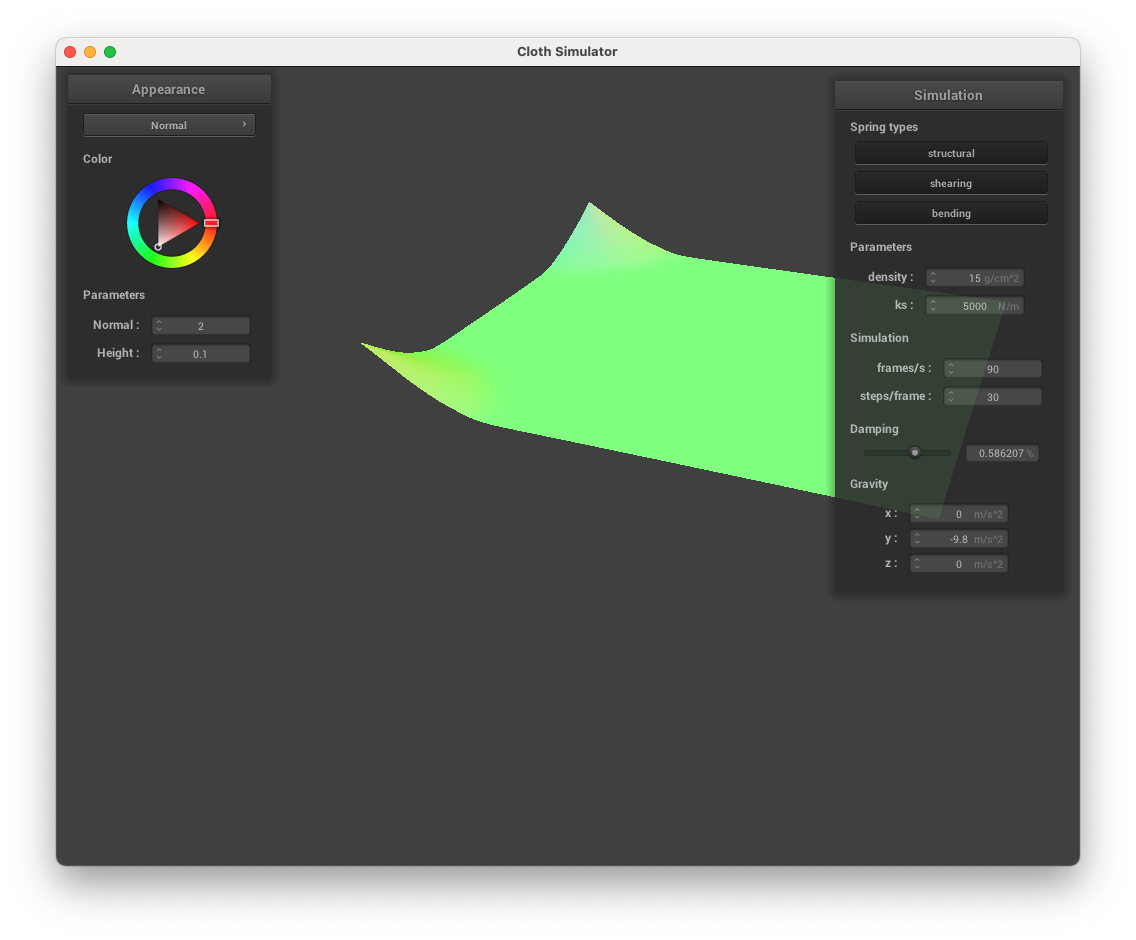 Cloth Simulator
Appearance
Normal
Color
Parameters
Normal : 2
Height : 0.1
Simulation
Spring types
structural
shearing
bending
Parameters
density : 15 g/cm^2
ks : 5000 N/m
Simulation
frames/s : 90
steps/frame : 30
Damping
0.586207 %
Gravity
x : 0 m/s^2
y : -9.8 m/s^2
z : 0 m/s^2